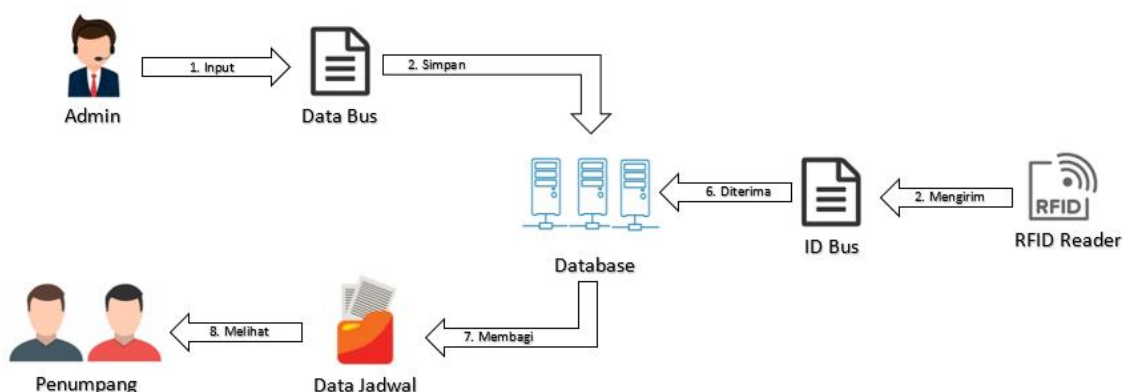 1. Input
2. Simpan
Admin
Data Bus
6. Diterima
2. Mengirim
RFID
ID Bus
RFID Reader
Database
8. Melihat
7. Membagi
Penumpang
Data Jadwal